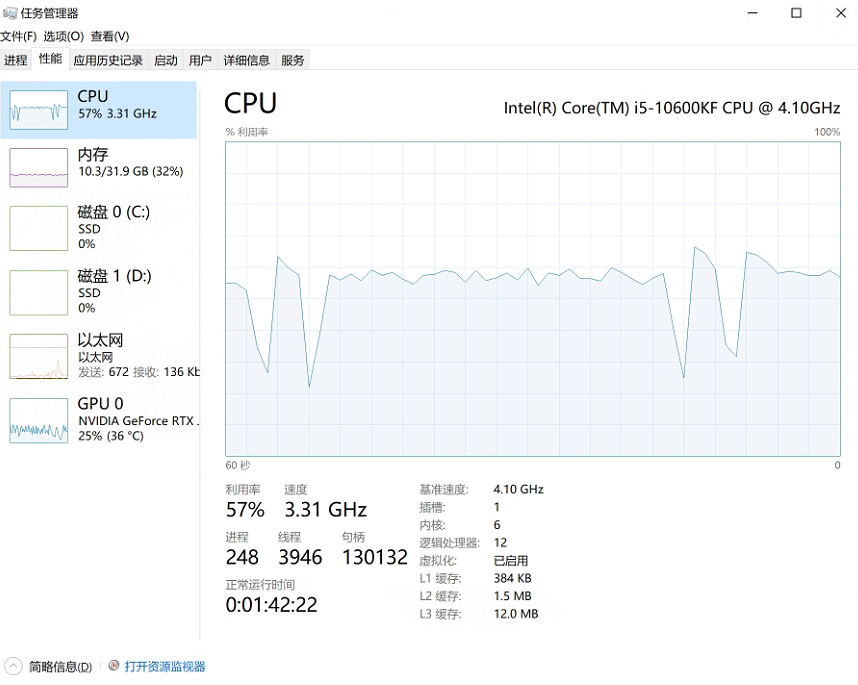 任务管理器
文件(F) 选项(O) 查看(V)
进程 性能 应用历史记录 启动 用户 详细信息 服务
CPU
57% 3.31 GHz
内存
10.3/31.9 GB (32%)
磁盘 0 (C:)
SSD
0%
磁盘 1 (D:)
SSD
0%
以太网
以太网
发送: 672 接收: 136 Kb
GPU 0
NVIDIA GeForce RTX .
25% (36 °C)
CPU
Intel(R) Core(TM) i5-10600KF CPU @ 4.10GHz
% 利用率 100%
60 秒 0
利用率 速度
57% 3.31 GHz
进程 线程 句柄
248 3946 130132
正常运行时间
0:01:42:22
基准速度: 4.10 GHz
插槽: 1
内核: 6
逻辑处理器: 12
虚拟化: 已启用
L1 缓存: 384 KB
L2 缓存: 1.5 MB
L3 缓存: 12.0 MB
简略信息(D) 打开资源监视器